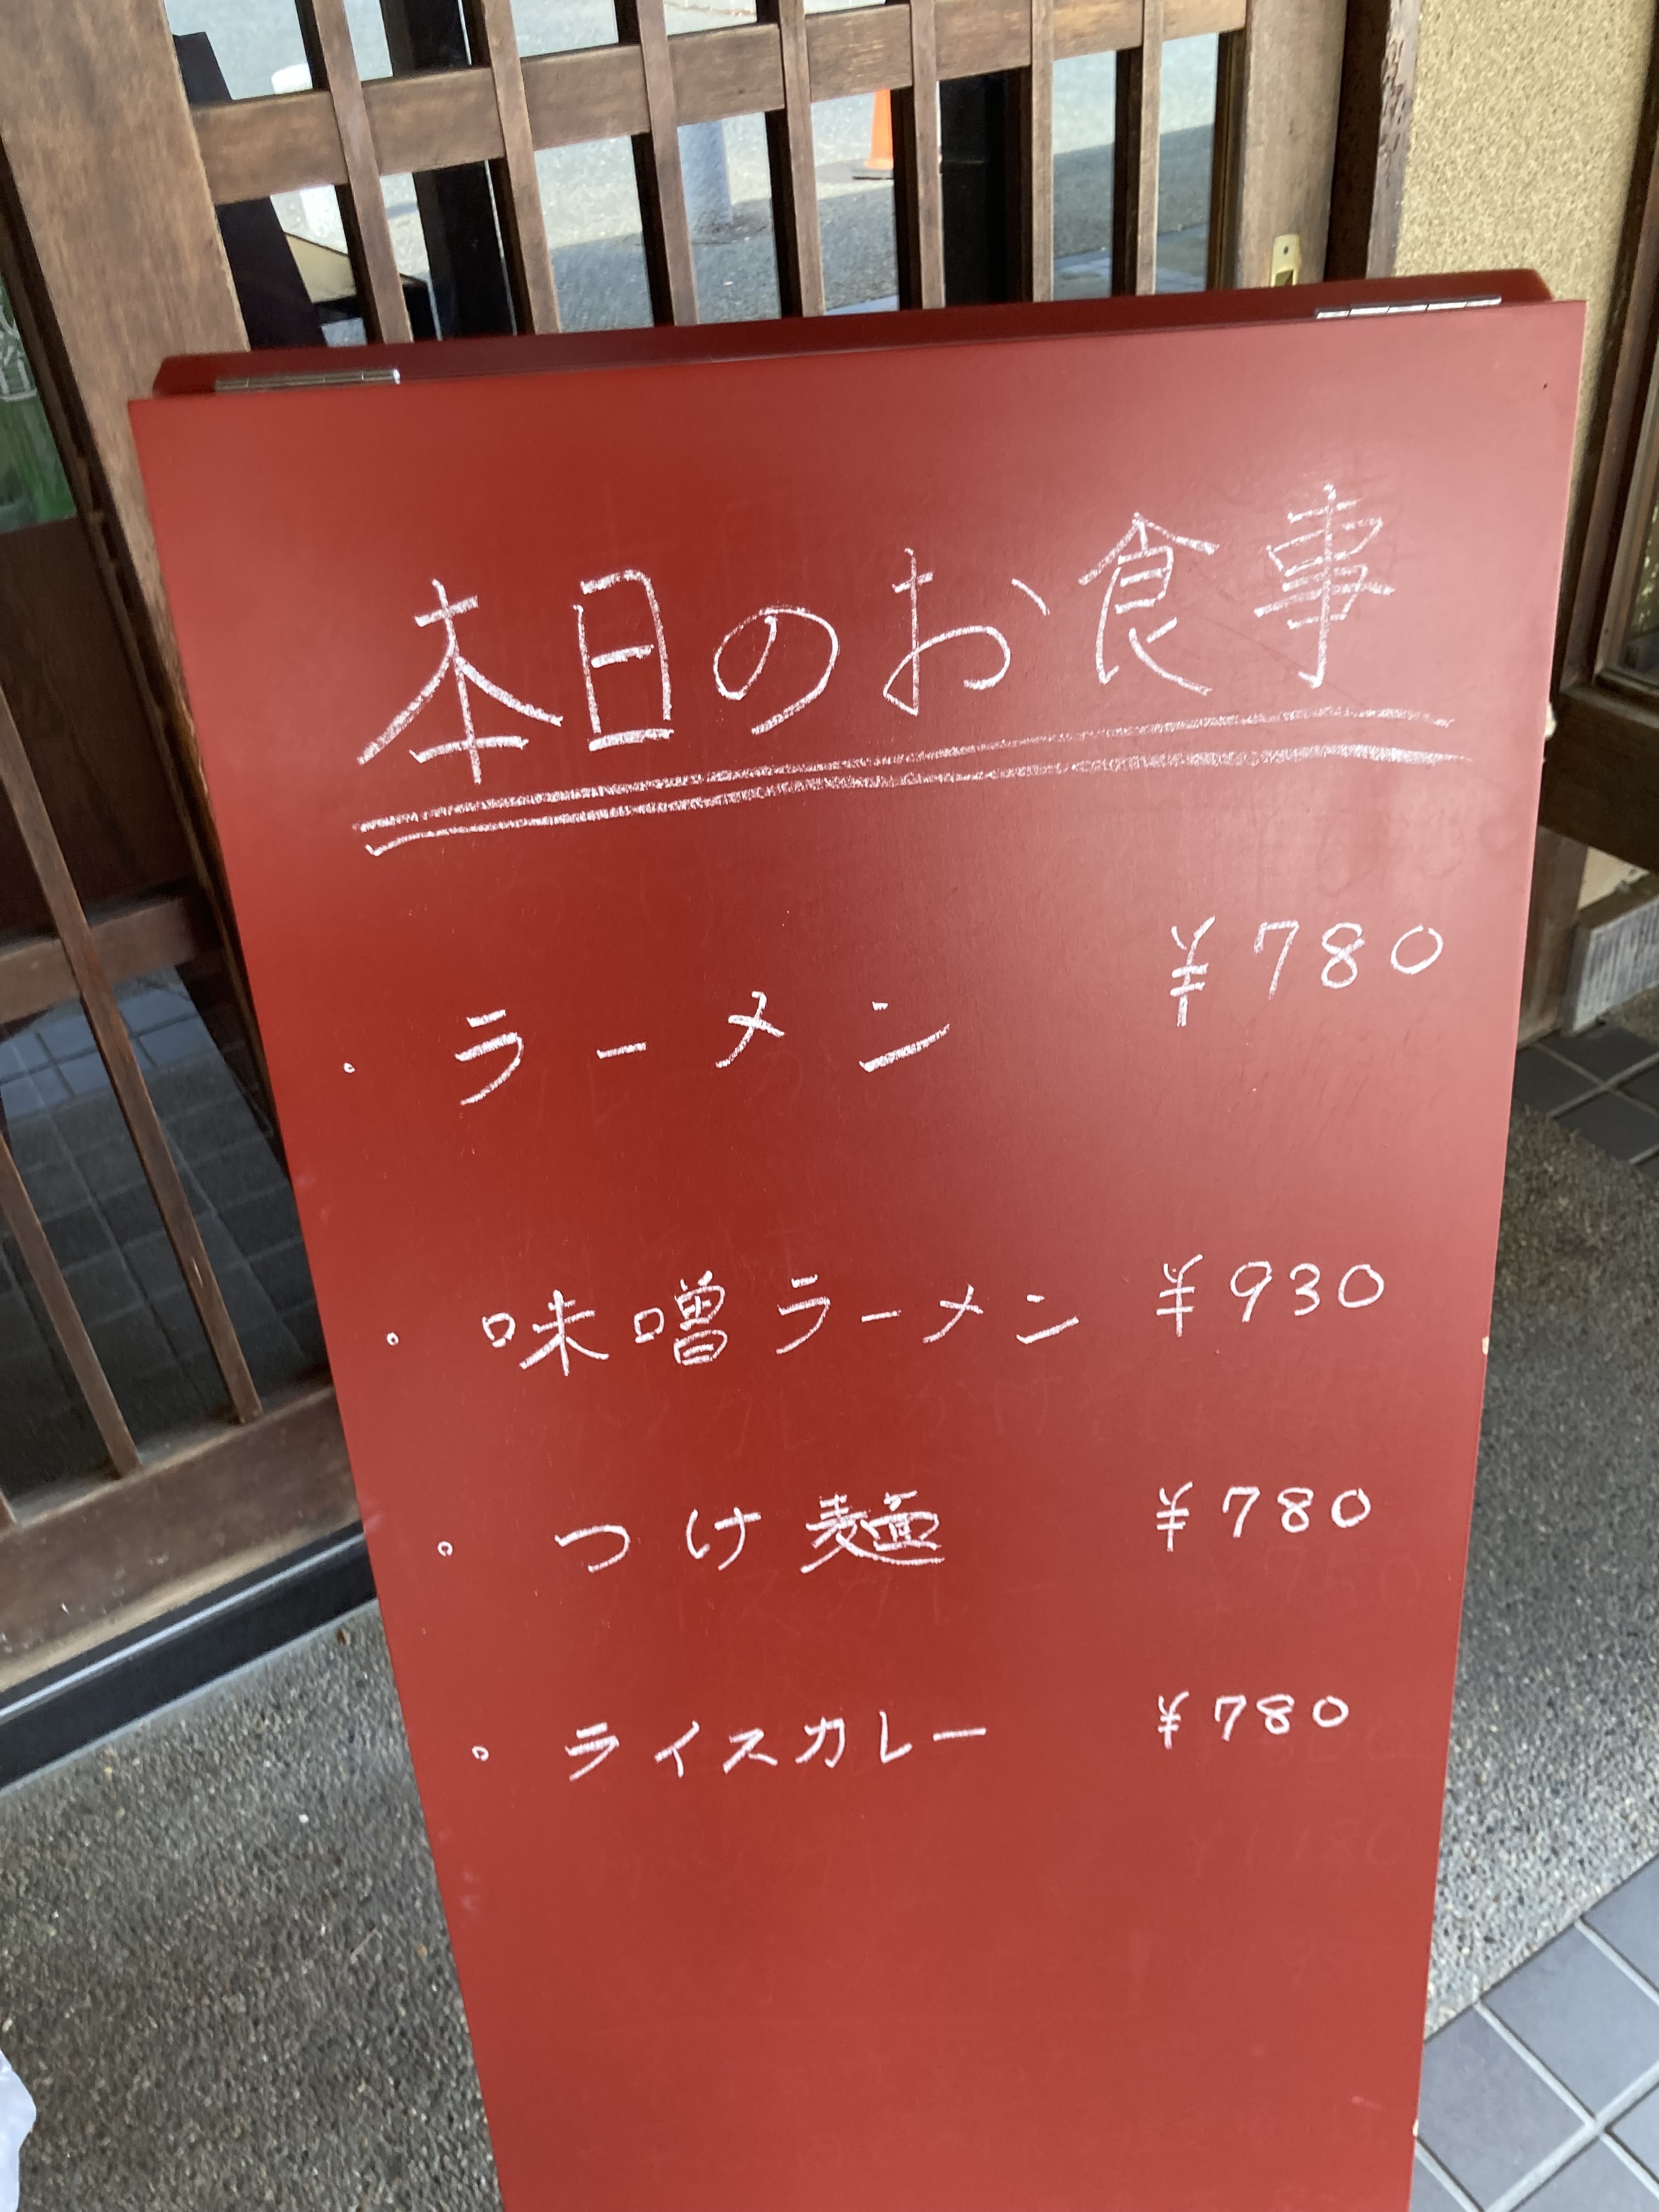 本日のお食事
・ラーメン ¥780
・味噌ラーメン ¥930
・つけ麺 ¥780
・ライスカレー ¥780